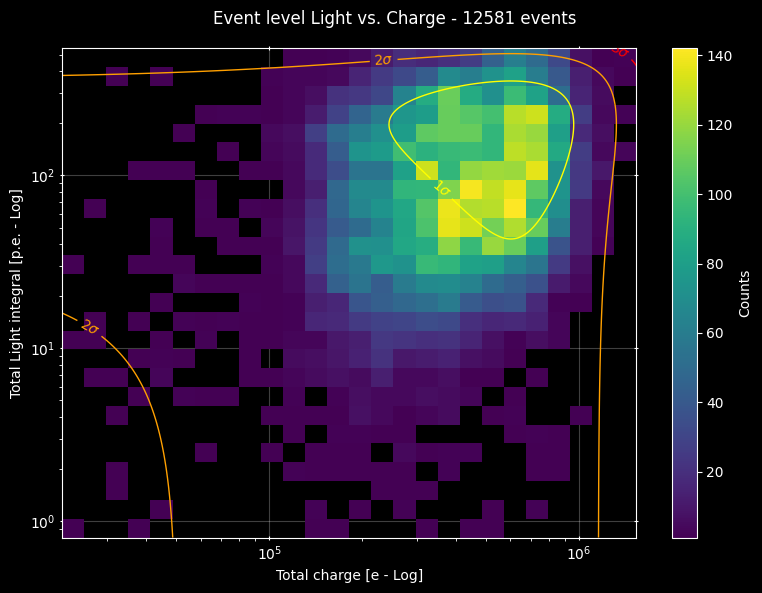 Event level Light vs. Charge - 12581 events
Total Light integral [p.e. - Log]
10²
10¹
10⁰
2σ
1σ
2σ
10⁵
10⁶
Total charge [e - Log]
140
120
100
80
60
40
20
Counts